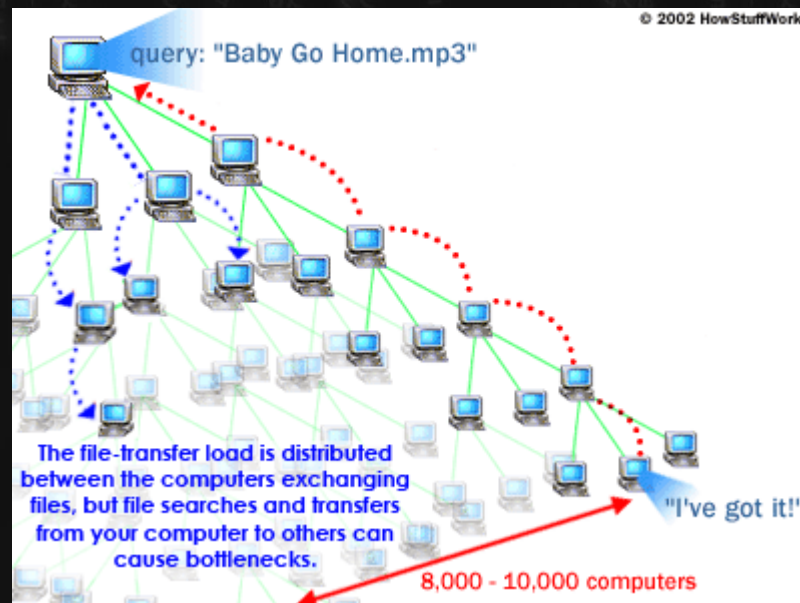 © 2002 HowStuffWork
query: "Baby Go Home.mp3"
The file-transfer load is distributed
between the computers exchanging
files, but file searches and transfers
from your computer to others can
cause bottlenecks.
"I've got it!"
8,000 - 10,000 computers